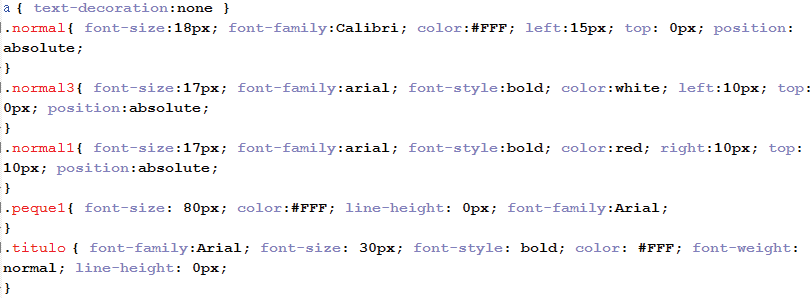 a { text-decoration:none }
.normal{ font-size:18px; font-family:Calibri; color:#FFF; left:15px; top: 0px; position:
absolute;
}
.normal3{ font-size:17px; font-family:arial; font-style:bold; color:white; left:10px; top:
0px; position:absolute;
}
.normal1{ font-size:17px; font-family:arial; font-style:bold; color:red; right:10px; top:
10px; position:absolute;
}
.peque1{ font-size: 80px; color:#FFF; line-height: 0px; font-family:Arial;
}
.titulo { font-family:Arial; font-size: 30px; font-style: bold; color: #FFF; font-weight:
normal; line-height: 0px;
}